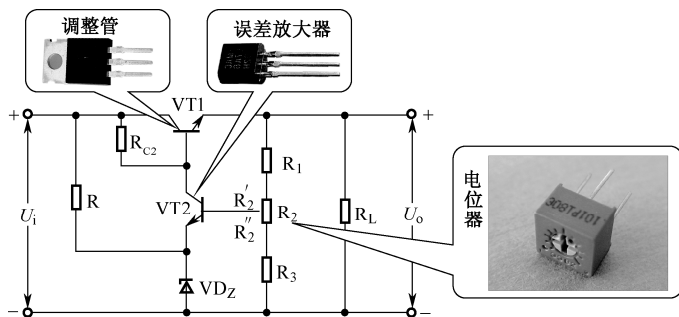 调整管
误差放大器
VT1
+
+
R_C2
R_1
R
VT2
R_2'
R_2
R_2''
R_L
U_i
U_o
R_3
VD_Z
−
−
电位器
3087P101